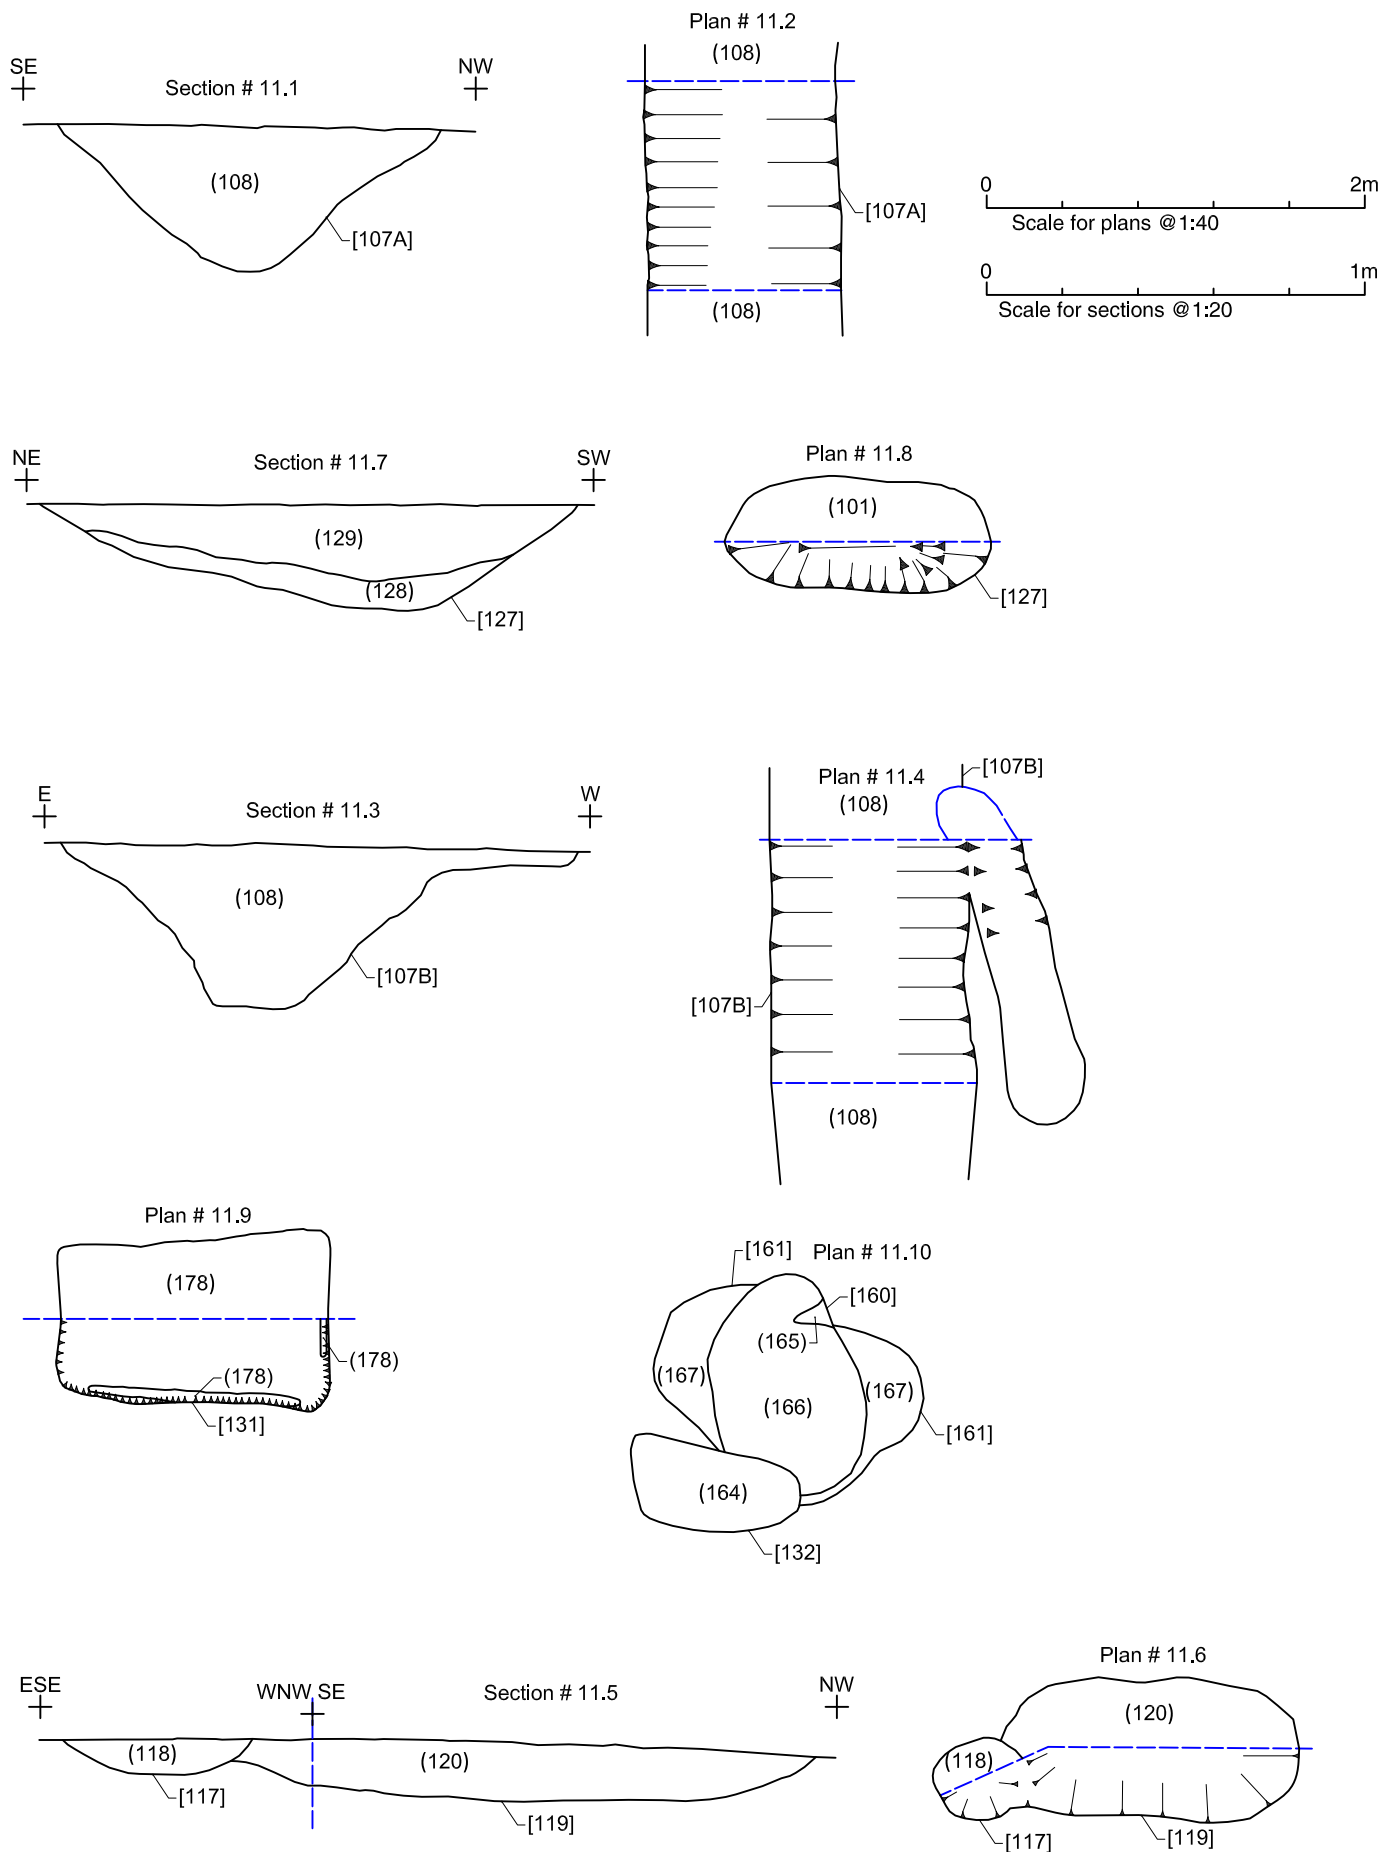 Plan # 11.2
(108)
SE
NW
Section # 11.1
(108)
[107A]
[107A]
(108)
0
2m
Scale for plans @1:40
0
1m
Scale for sections @1:20
NE
SW
Section # 11.7
(129)
(128)
[127]
Plan # 11.8
(101)
[127]
E
W
Section # 11.3
(108)
[107B]
Plan # 11.4
[107B]
(108)
[107B]
(108)
Plan # 11.9
(178)
(178)
(178)
[131]
[161]
Plan # 11.10
[160]
(165)
(167)
(167)
(166)
[161]
(164)
[132]
ESE
WNW SE
Section # 11.5
NW
(118)
(120)
[117]
[119]
Plan # 11.6
(120)
(118)
[117]
[119]